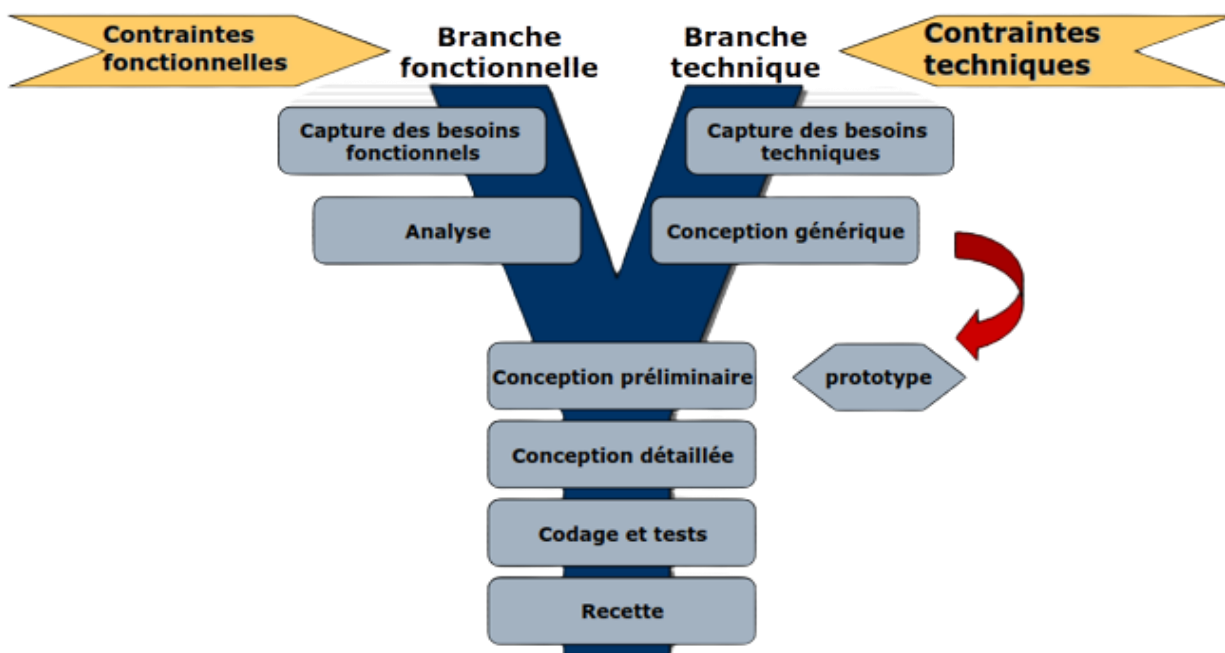 Contraintes
fonctionnelles
Branche
fonctionnelle
Branche
technique
Contraintes
techniques
Capture des besoins
fonctionnels
Capture des besoins
techniques
Analyse
Conception générique
Conception préliminaire
prototype
Conception détaillée
Codage et tests
Recette